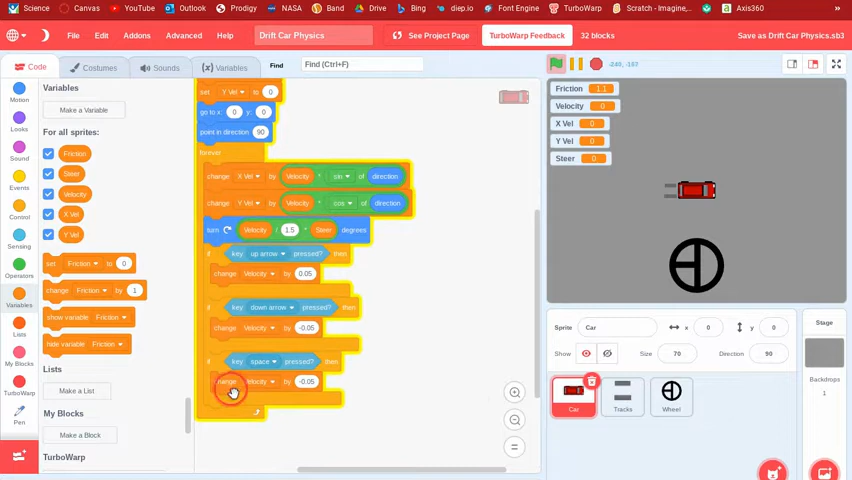 Science Canvas YouTube Outlook Prodigy NASA Band Drive Bing diep.io Font Engine TurboWarp Scratch - Imagine,... Axis360
File Edit Addons Advanced Drift Car Physics See Project Page TurboWarp Feedback 32 blocks Save as Drift Car Physics.sb3
Code Costumes Sounds Variables Find Find (Ctrl+F)
-240, -167
Motion
Looks
Sound
Events
Control
Sensing
Operators
Variables
Lists
My Blocks
TurboWarp
Pen
Variables
Make a Variable
For all sprites:
Friction
Steer
Velocity
X Vel
Y Vel
set Friction to 0
change Friction by 1
show variable Friction
hide variable Friction
Lists
Make a List
My Blocks
Make a Block
TurboWarp
set Y Vel to 0
go to x: 0 y: 0
point in direction 90
forever
change X Vel by Velocity * sin of direction
change Y Vel by Velocity * cos of direction
turn Velocity / 1.5 * Steer degrees
if key up arrow pressed? then
change Velocity by 0.05
if key down arrow pressed? then
change Velocity by -0.05
if key space pressed? then
change Velocity by -0.05
Friction 1.1
Velocity 0
X Vel 0
Y Vel 0
Steer 0
Sprite Car x 0 y 0
Show Size 70 Direction 90
Car Tracks Wheel
Stage
Backdrops
1